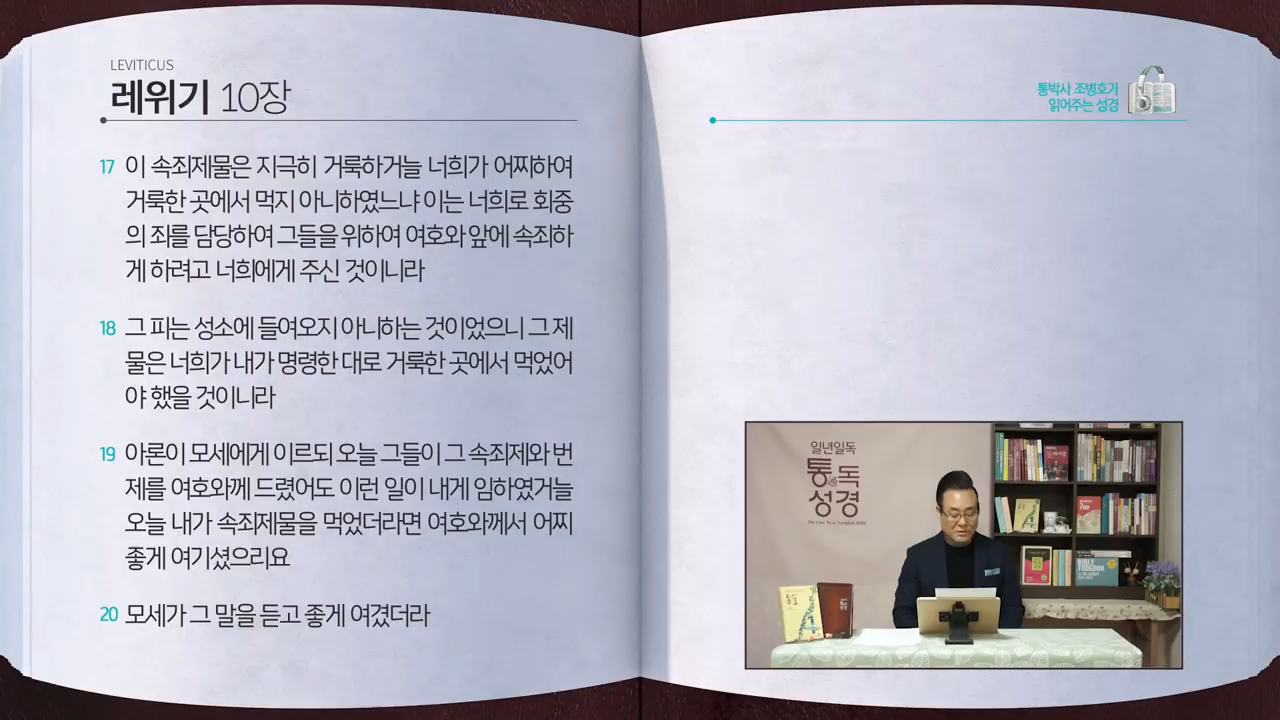 LEVITICUS
레위기 10장
17 이 속죄제물은 지극히 거룩하거늘 너희가 어찌하여
거룩한 곳에서 먹지 아니하였느냐 이는 너희로 회중
의 죄를 담당하여 그들을 위하여 여호와 앞에 속죄하
게 하려고 너희에게 주신 것이니라
18 그 피는 성소에 들여오지 아니하는 것이었으니 그 제
물은 너희가 내가 명령한 대로 거룩한 곳에서 먹었어
야 했을 것이니라
19 아론이 모세에게 이르되 오늘 그들이 그 속죄제와 번
제를 여호와께 드렸어도 이런 일이 내게 임하였거늘
오늘 내가 속죄제물을 먹었더라면 여호와께서 어찌
좋게 여기셨으리요
20 모세가 그 말을 듣고 좋게 여겼더라
통박사 조병호가
읽어주는 성경
일년일독
통독
성경
The One Year Tongdok Bible
BIBLE
TONGDOK